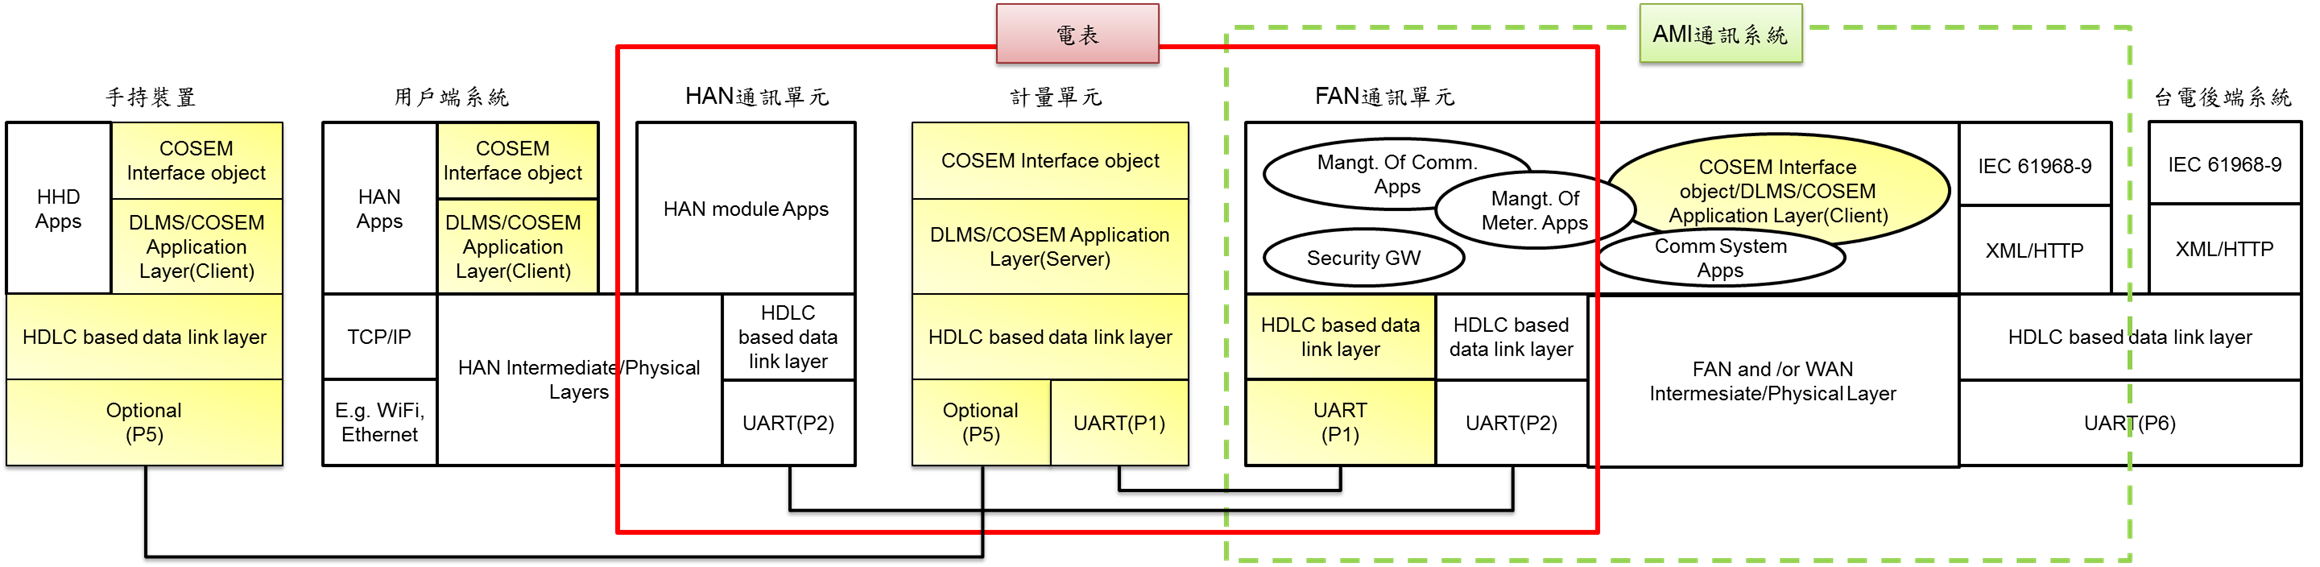 電表
AMI通訊系統
手持裝置
用戶端系統
HAN通訊單元
計量單元
FAN通訊單元
台電後端系統
HHD
Apps
COSEM
Interface object
DLMS/COSEM
Application
Layer(Client)
HDLC based data link layer
Optional
(P5)
HAN
Apps
COSEM
Interface object
DLMS/COSEM
Application
Layer(Client)
TCP/IP
E.g. WiFi,
Ethernet
HAN Intermediate/Physical
Layers
HAN module Apps
HDLC
based data
link layer
UART(P2)
COSEM Interface object
DLMS/COSEM Application
Layer(Server)
HDLC based data link layer
Optional
(P5)
UART(P1)
Mangt. Of Comm.
Apps
Mangt. Of
Meter. Apps
Security GW
COSEM Interface
object/DLMS/COSEM
Application Layer(Client)
Comm System
Apps
HDLC based data
link layer
UART
(P1)
HDLC based
data link layer
UART(P2)
FAN and /or WAN
Intermesiate/Physical Layer
IEC 61968-9
XML/HTTP
IEC 61968-9
XML/HTTP
HDLC based data link layer
UART(P6)